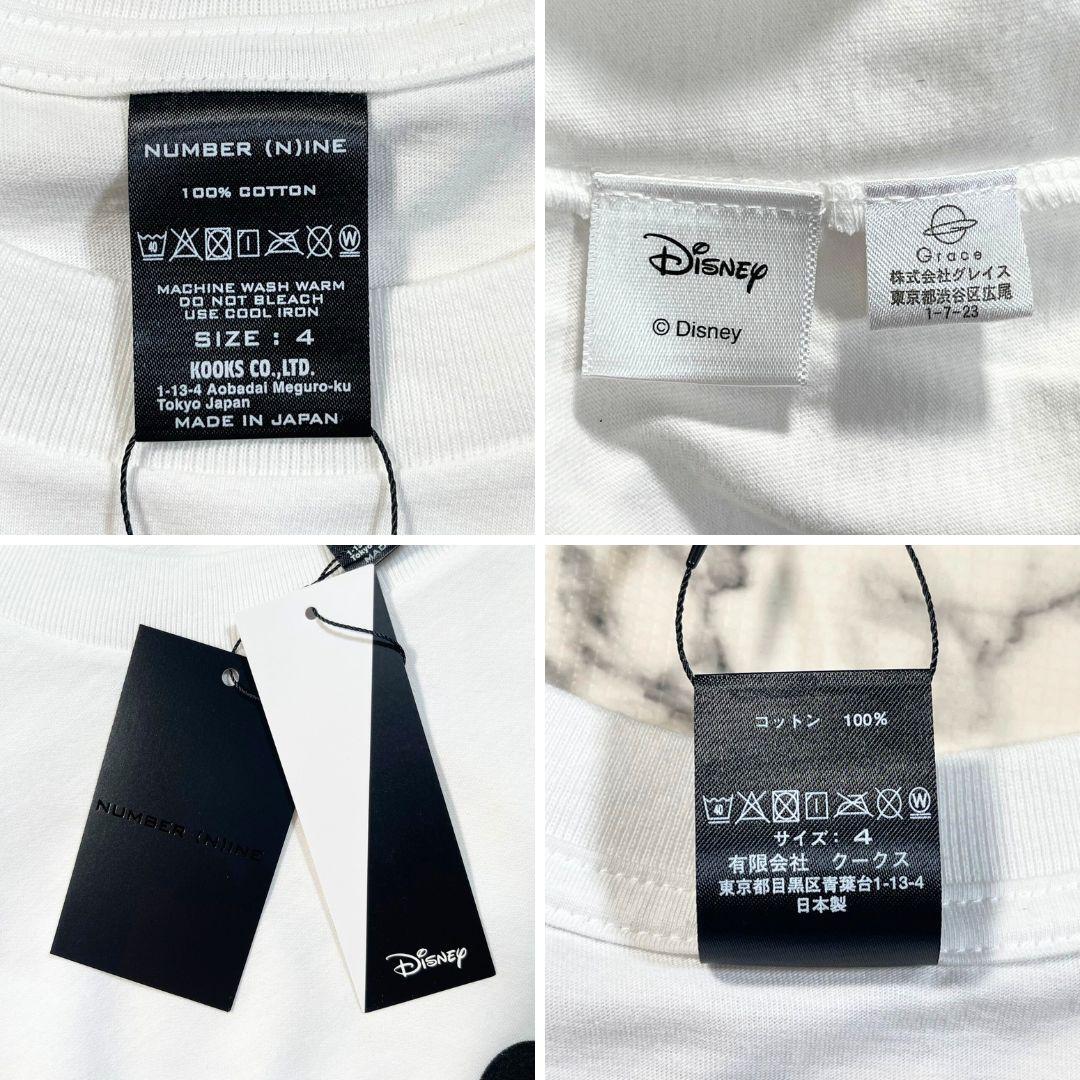 NUMBER (N)INE
100% COTTON
40 W
MACHINE WASH WARM
DO NOT BLEACH
USE COOL IRON
SIZE : 4
KOOKS CO.,LTD.
1-13-4 Aobadai Meguro-ku
Tokyo Japan
MADE IN JAPAN
Disney
© Disney
Grace
株式会社グレイス
東京都渋谷区広尾
1-7-23
Tokyo
NUMBER (N)INE
Disney
コットン 100%
40 W
サイズ: 4
有限会社 クークス
東京都目黒区青葉台1-13-4
日本製